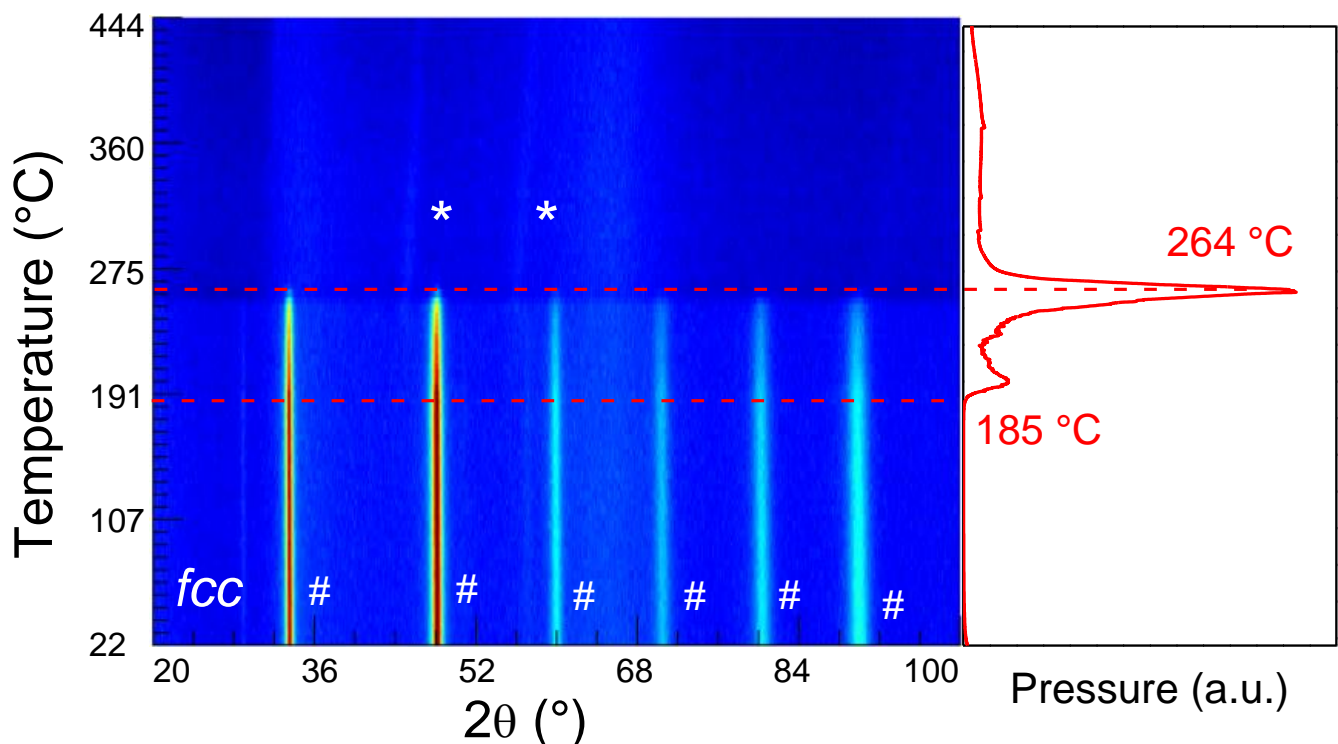 Temperature (°C)
444
360
275
191
107
22
* *
fcc # # # # # #
20 36 52 68 84 100
2θ (°)
264 °C
185 °C
Pressure (a.u.)